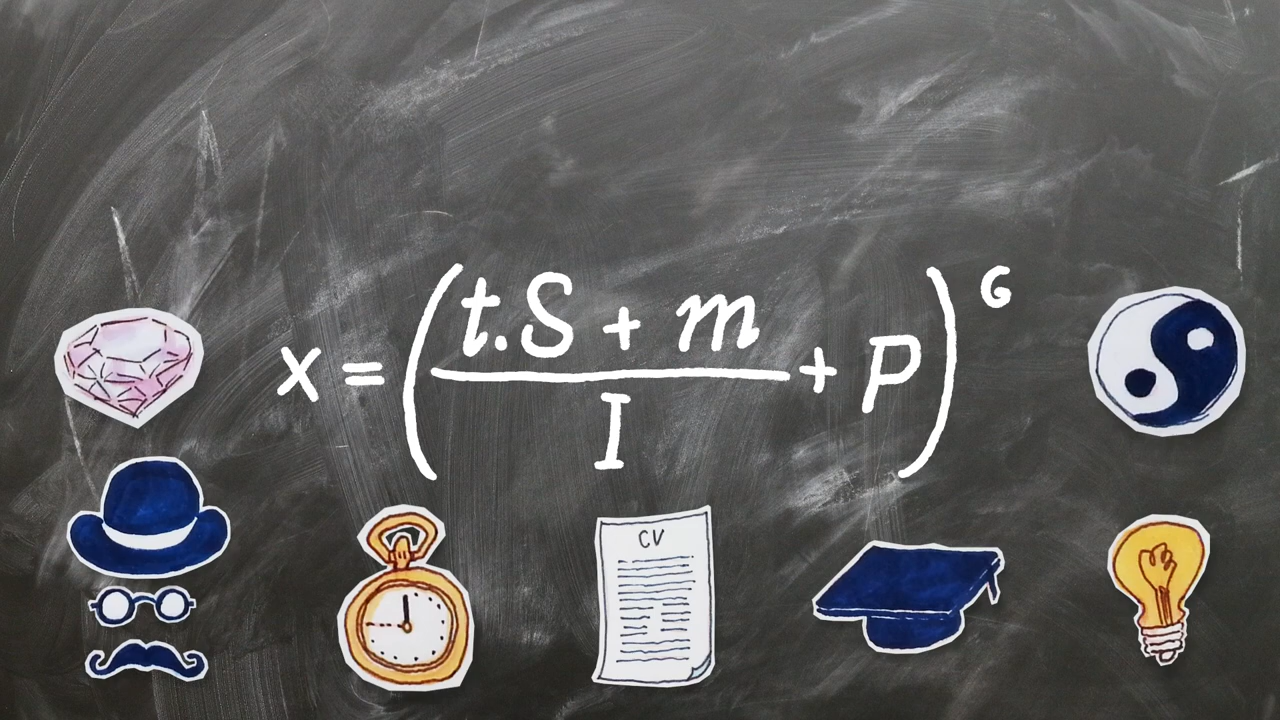 x = (t.S + m / I + p)^G
CV